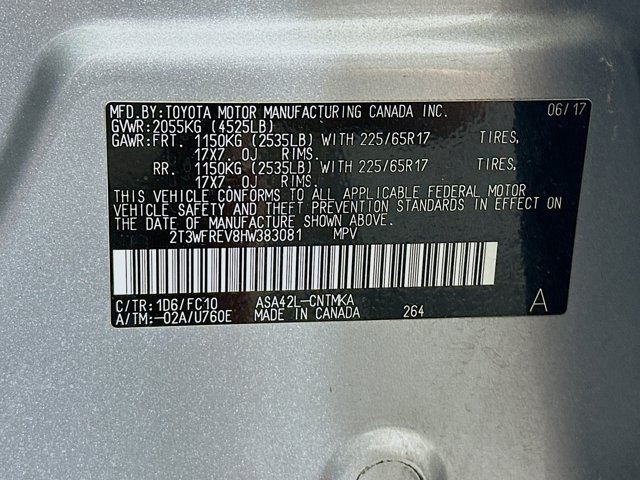 MFD.BY:TOYOTA MOTOR MANUFACTURING CANADA INC. 06/17
GVWR:2055KG (4525LB)
GAWR:FRT. 1150KG (2535LB) WITH 225/65R17 TIRES,
17X7. OJ RIMS.
RR. 1150KG (2535LB) WITH 225/65R17 TIRES,
17X7. OJ RIMS.
THIS VEHICLE CONFORMS TO ALL APPLICABLE FEDERAL MOTOR
VEHICLE SAFETY AND THEFT PREVENTION STANDARDS IN EFFECT ON
THE DATE OF MANUFACTURE SHOWN ABOVE.
2T3WFREV8HW383081 MPV
C/TR:1D6/FC10 ASA42L-CNTMKA
A/TM:-02A/U760E MADE IN CANADA 264 A